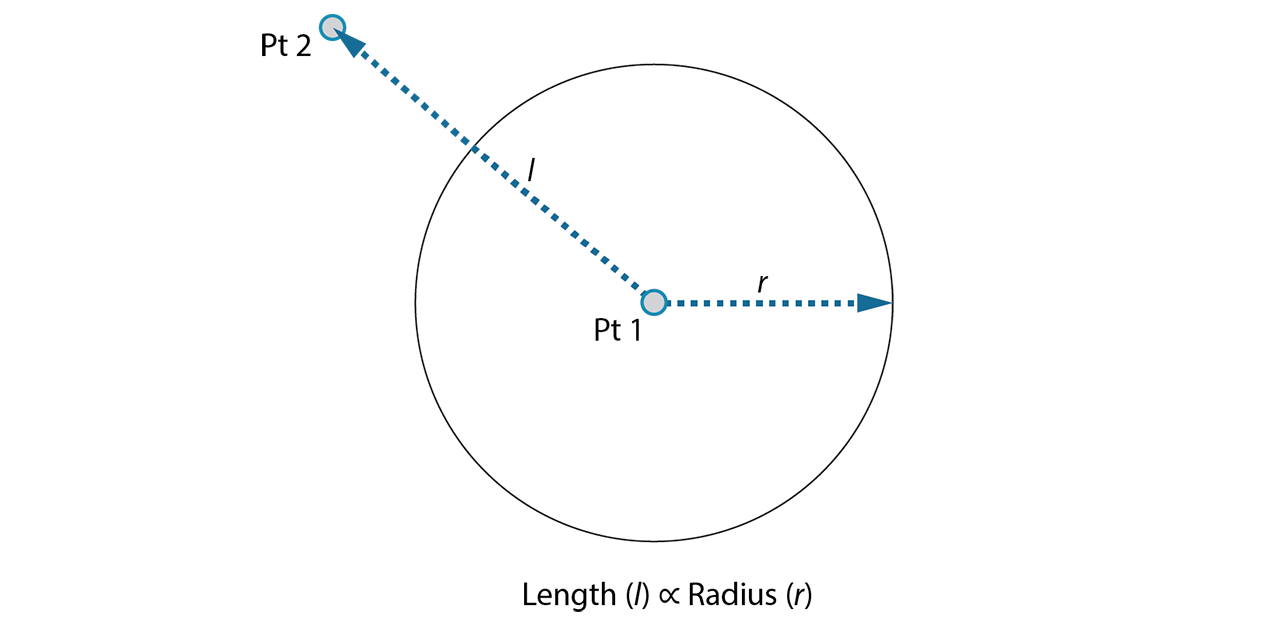 Pt 2
l
r
Pt 1
Length (l) ∝ Radius (r)